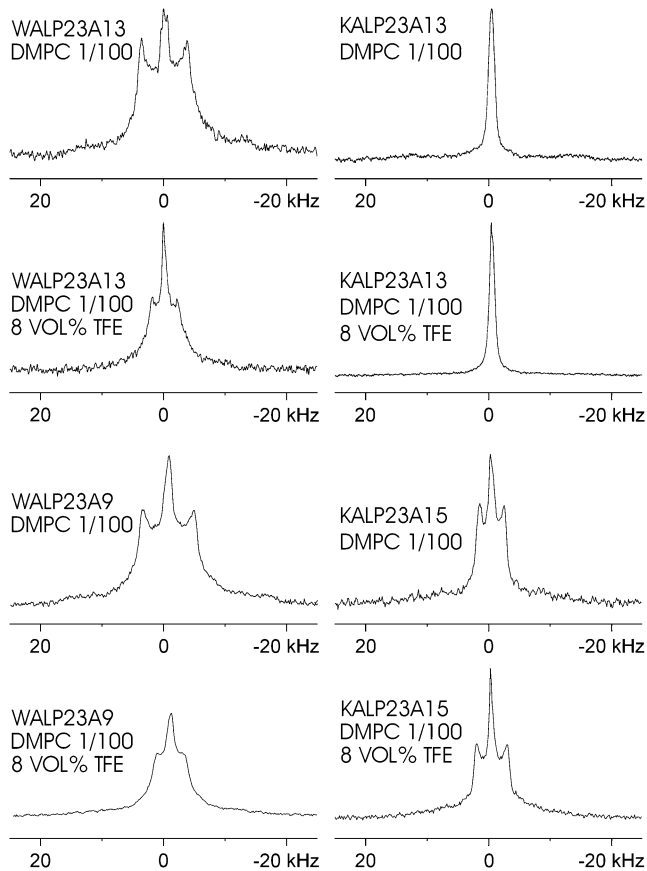 WALP23A13
DMPC 1/100
20 0 -20 kHz
KALP23A13
DMPC 1/100
20 0 -20 kHz
WALP23A13
DMPC 1/100
8 VOL% TFE
20 0 -20 kHz
KALP23A13
DMPC 1/100
8 VOL% TFE
20 0 -20 kHz
WALP23A9
DMPC 1/100
20 0 -20 kHz
KALP23A15
DMPC 1/100
20 0 -20 kHz
WALP23A9
DMPC 1/100
8 VOL% TFE
20 0 -20 kHz
KALP23A15
DMPC 1/100
8 VOL% TFE
20 0 -20 kHz